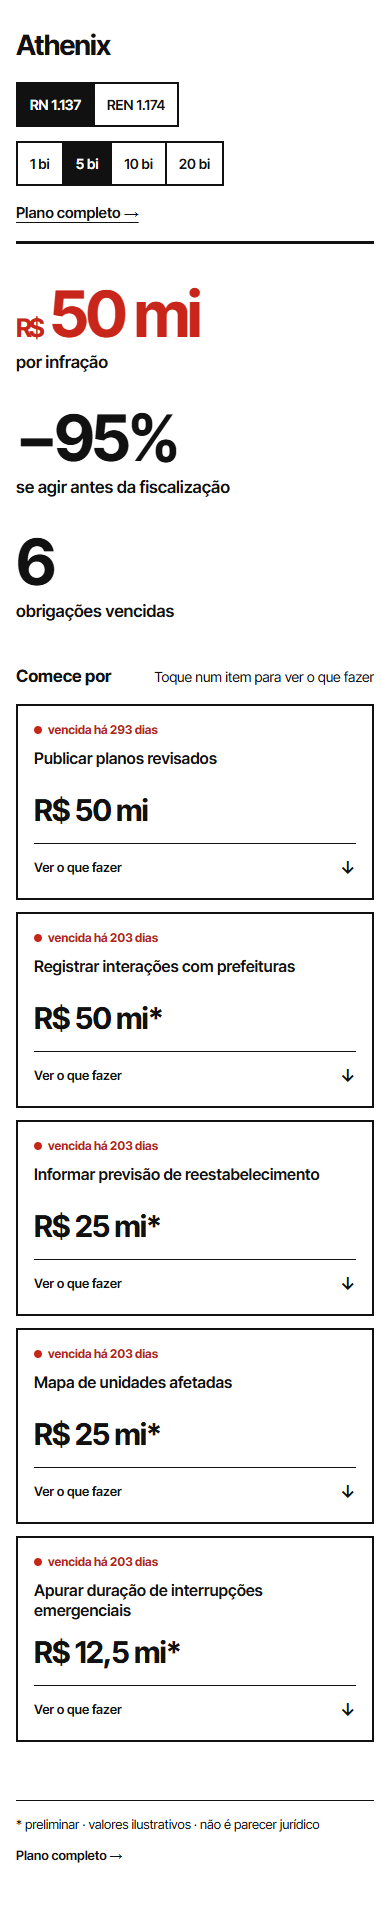 Athenix
RN 1.137 REN 1.174
1 bi 5 bi 10 bi 20 bi
Plano completo →
R$ 50 mi
por infração
−95%
se agir antes da fiscalização
6
obrigações vencidas
Comece por Toque num item para ver o que fazer
vencida há 293 dias
Publicar planos revisados
R$ 50 mi
Ver o que fazer ↓
vencida há 203 dias
Registrar interações com prefeituras
R$ 50 mi*
Ver o que fazer ↓
vencida há 203 dias
Informar previsão de reestabelecimento
R$ 25 mi*
Ver o que fazer ↓
vencida há 203 dias
Mapa de unidades afetadas
R$ 25 mi*
Ver o que fazer ↓
vencida há 203 dias
Apurar duração de interrupções
emergenciais
R$ 12,5 mi*
Ver o que fazer ↓
* preliminar · valores ilustrativos · não é parecer jurídico
Plano completo →